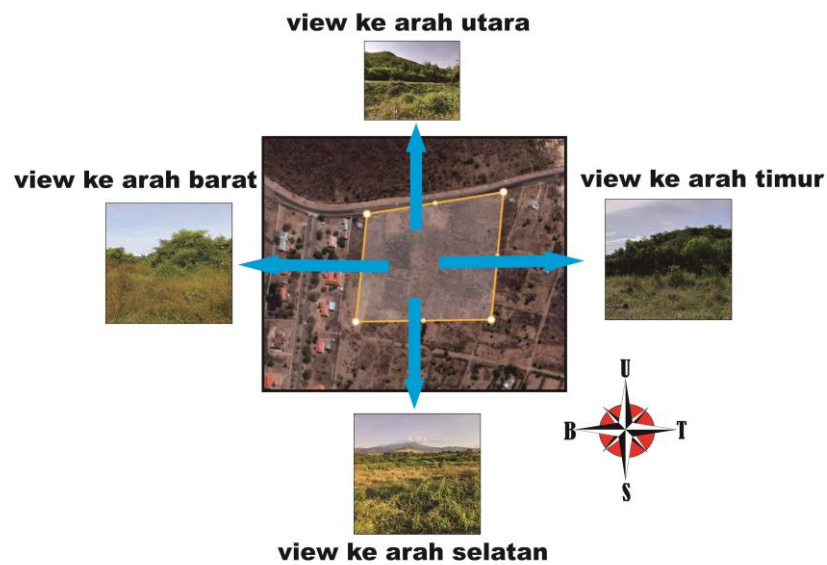 view ke arah utara
view ke arah barat
view ke arah timur
U
B
T
S
view ke arah selatan